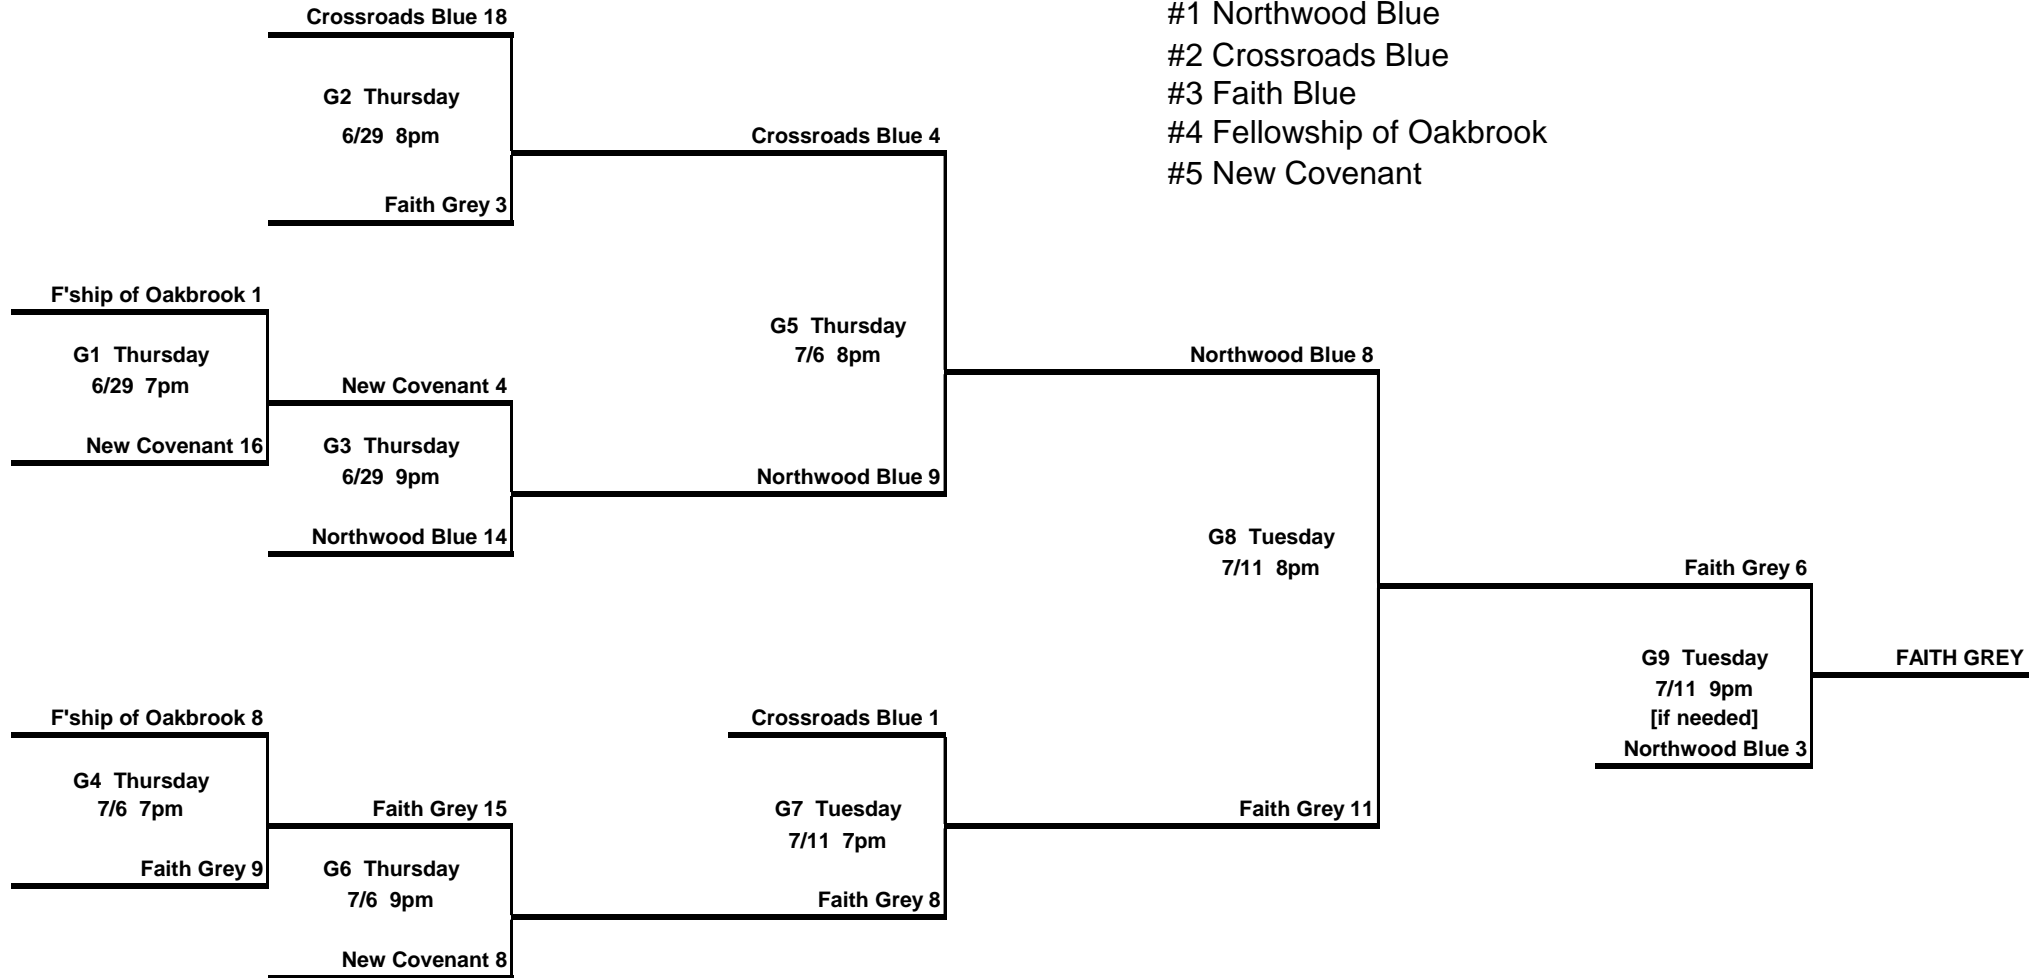 Crossroads Blue 18
#1 Northwood Blue
#2 Crossroads Blue
#3 Faith Blue
#4 Fellowship of Oakbrook
#5 New Covenant
G2 Thursday
6/29 8pm
Crossroads Blue 4
Faith Grey 3
F'ship of Oakbrook 1
G1 Thursday
6/29 7pm
New Covenant 16
New Covenant 4
G3 Thursday
6/29 9pm
Northwood Blue 14
G5 Thursday
7/6 8pm
Northwood Blue 9
Northwood Blue 8
G8 Tuesday
7/11 8pm
Faith Grey 6
G9 Tuesday
7/11 9pm
[if needed]
Northwood Blue 3
FAITH GREY
F'ship of Oakbrook 8
G4 Thursday
7/6 7pm
Faith Grey 9
Faith Grey 15
G6 Thursday
7/6 9pm
New Covenant 8
Crossroads Blue 1
G7 Tuesday
7/11 7pm
Faith Grey 8
Faith Grey 11